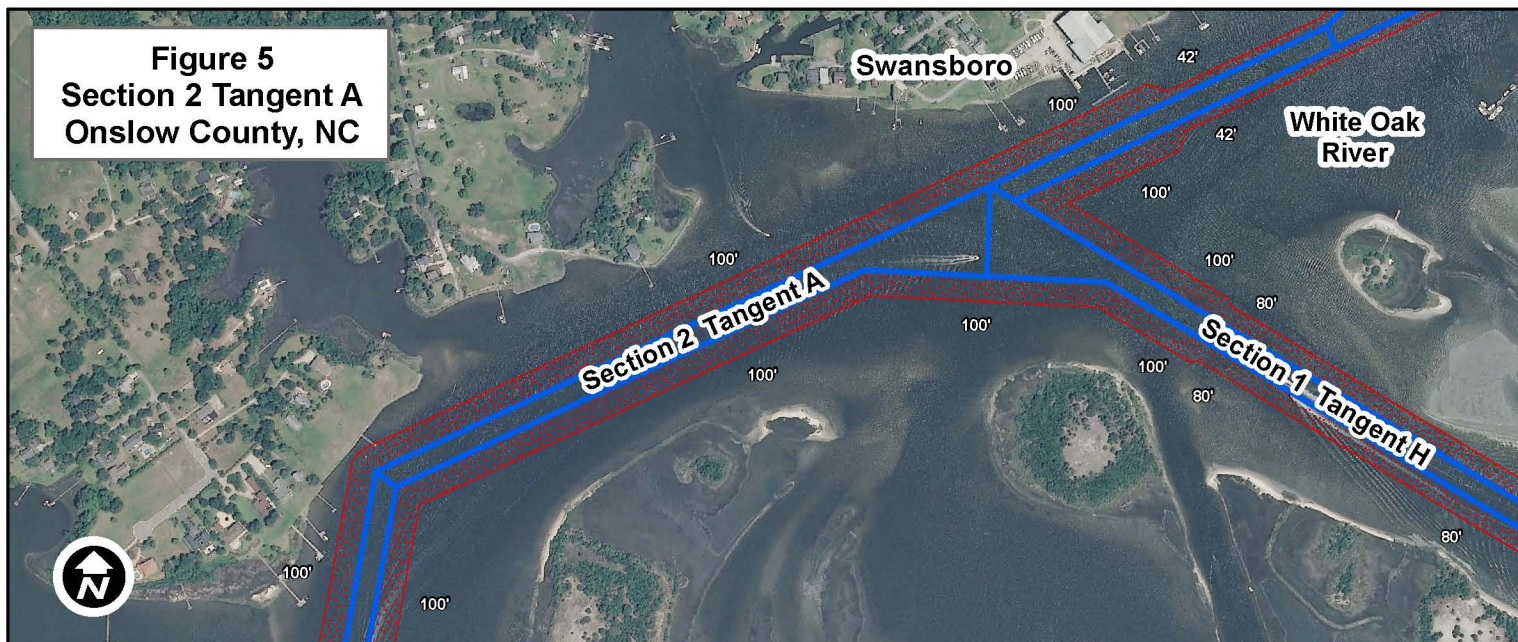 Figure 5
Section 2 Tangent A
Onslow County, NC
Swansboro
42'
100'
White Oak
River
42'
100'
100'
100'
80'
Section 2 Tangent A
100'
100'
100'
80'
Section 1 Tangent H
80'
100'
100'
N